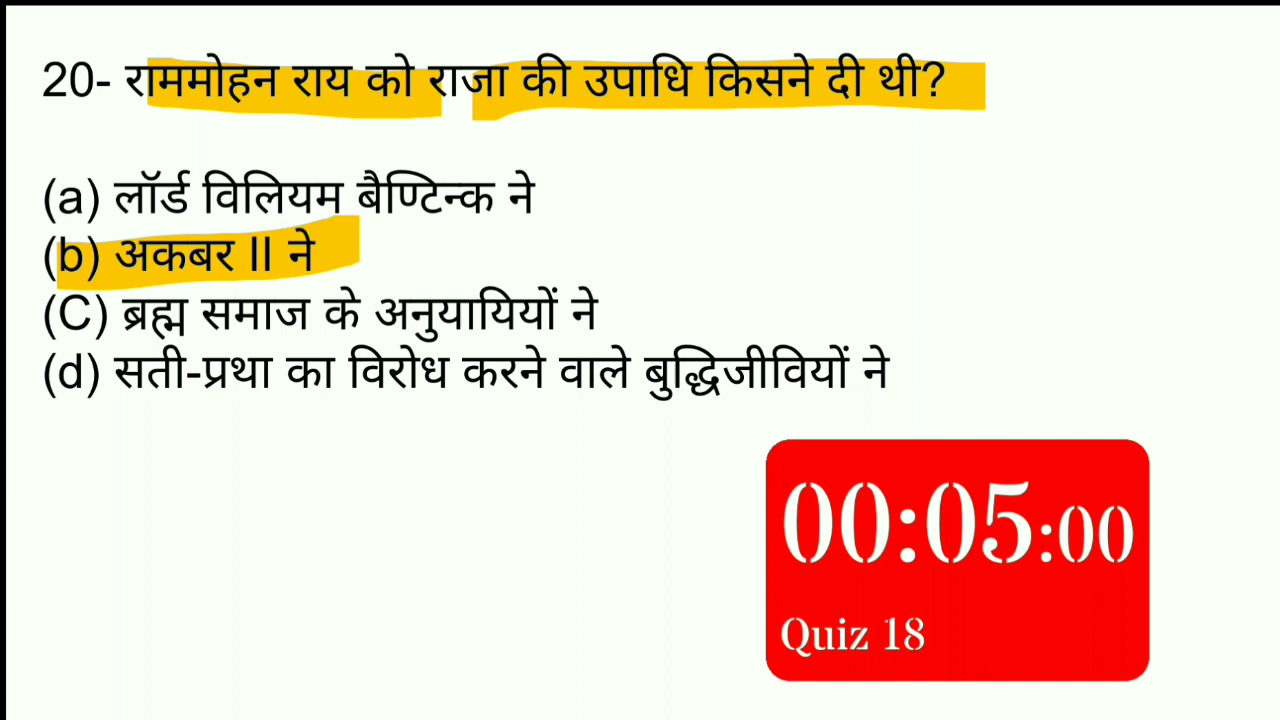 20- राममोहन राय को राजा की उपाधि किसने दी थी?
(a) लॉर्ड विलियम बैण्टिन्क ने
(b) अकबर II ने
(C) ब्रह्म समाज के अनुयायियों ने
(d) सती-प्रथा का विरोध करने वाले बुद्धिजीवियों ने
00:05:00
Quiz 18